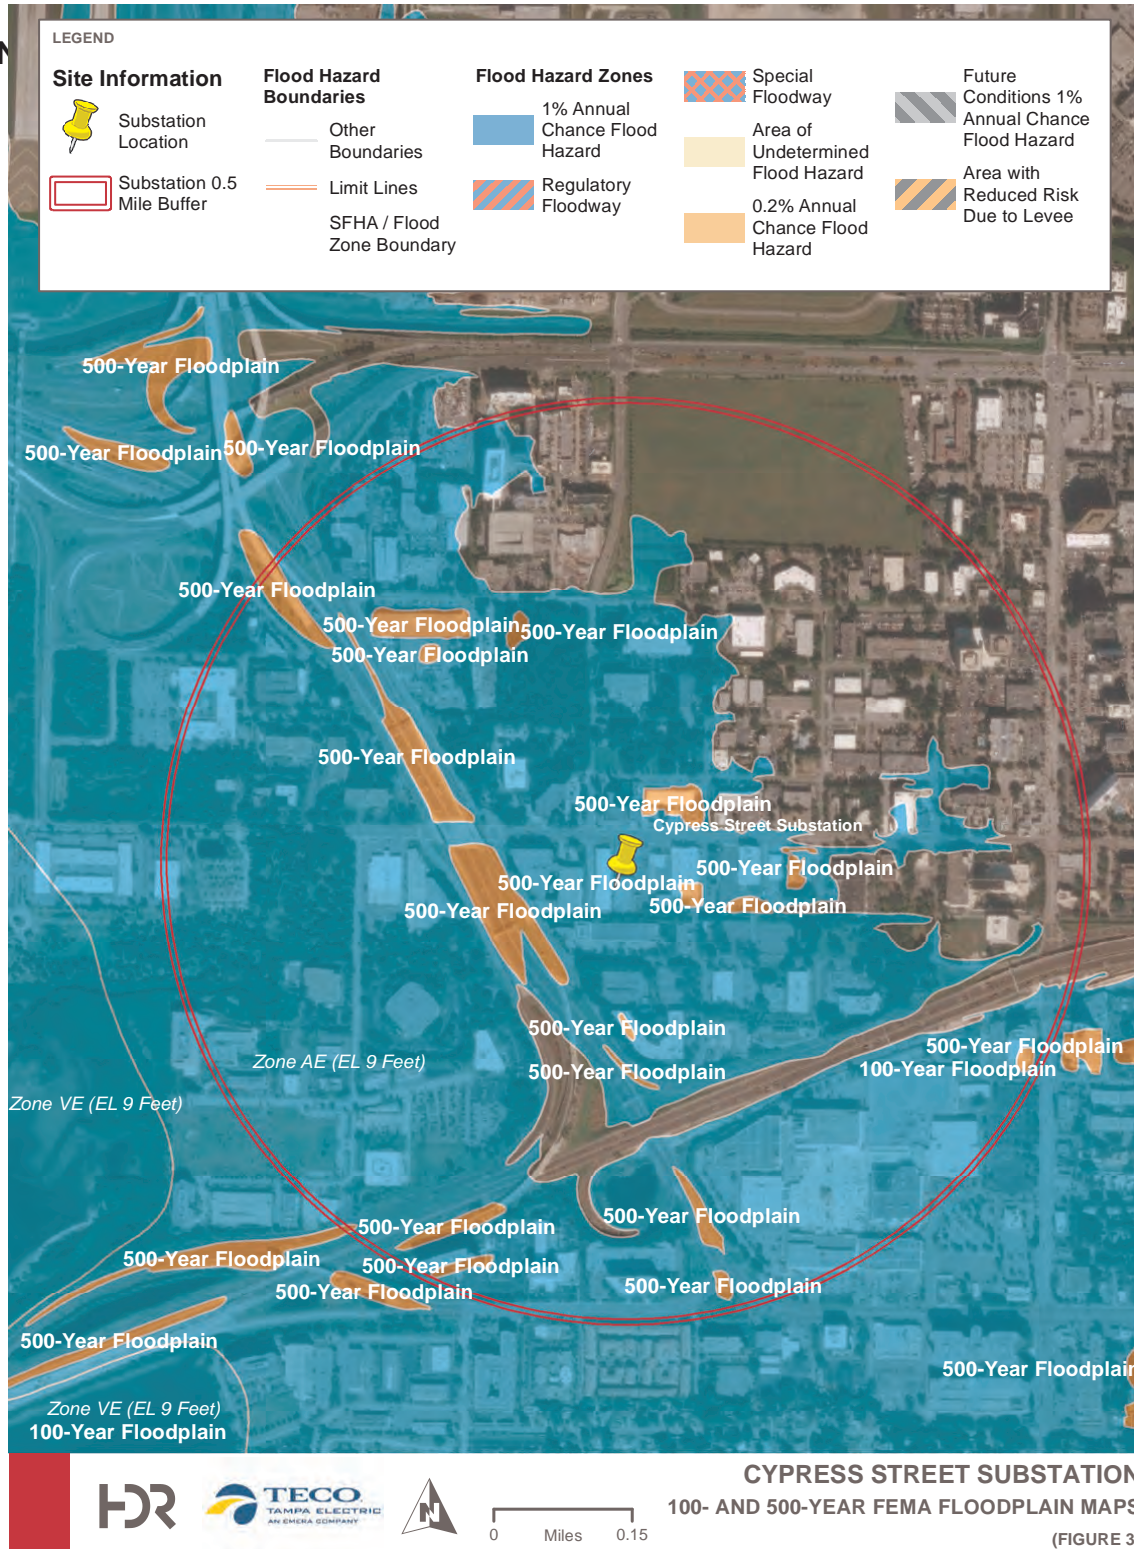 N
LEGEND
Site Information
Substation
Location
Substation 0.5
Mile Buffer
Flood Hazard
Boundaries
Other
Boundaries
Limit Lines
SFHA / Flood
Zone Boundary
Flood Hazard Zones
1% Annual
Chance Flood
Hazard
Regulatory
Floodway
Special
Floodway
Area of
Undetermined
Flood Hazard
0.2% Annual
Chance Flood
Hazard
Future
Conditions 1%
Annual Chance
Flood Hazard
Area with
Reduced Risk
Due to Levee
500-Year Floodplain
500-Year Floodplain
500-Year Floodplain
500-Year Floodplain
500-Year Floodplain
500-Year Floodplain
500-Year Floodplain
500-Year Floodplain
500-Year Floodplain
Cypress Street Substation
500-Year Floodplain
500-Year Floodplain
500-Year Floodplain
500-Year Floodplain
500-Year Floodplain
500-Year Floodplain
500-Year Floodplain
100-Year Floodplain
Zone AE (EL 9 Feet)
Zone VE (EL 9 Feet)
500-Year Floodplain
500-Year Floodplain
500-Year Floodplain
500-Year Floodplain
500-Year Floodplain
500-Year Floodplain
500-Year Floodplain
500-Year Floodplain
Zone VE (EL 9 Feet)
100-Year Floodplain
HDR
TECO
TAMPA ELECTRIC
AN EMERA COMPANY
N
0 Miles 0.15
CYPRESS STREET SUBSTATION
100- AND 500-YEAR FEMA FLOODPLAIN MAPS
(FIGURE 3